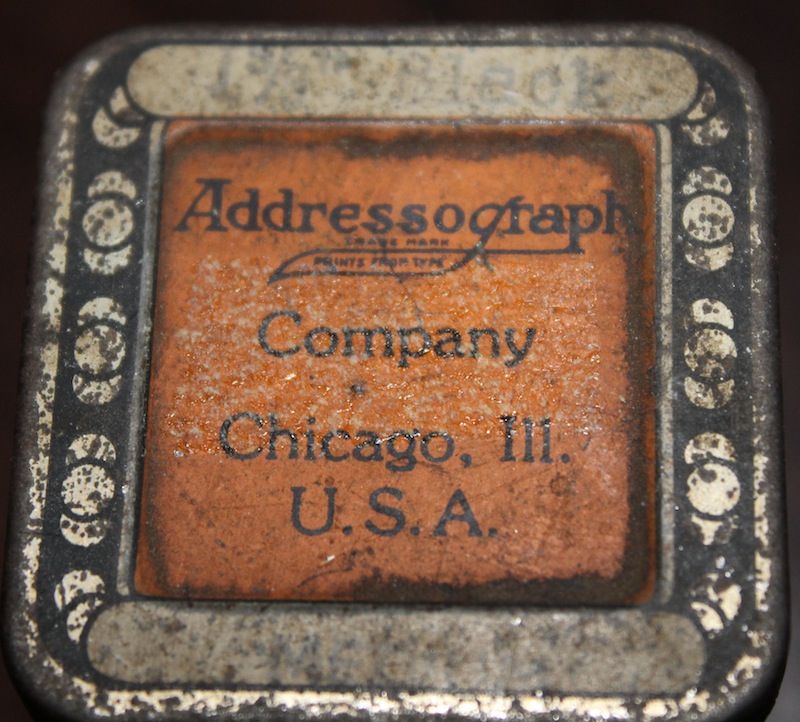 Black
Addressograph
TRADE MARK
PRINTS FROM TYPE
Company
Chicago, Ill.
U.S.A.